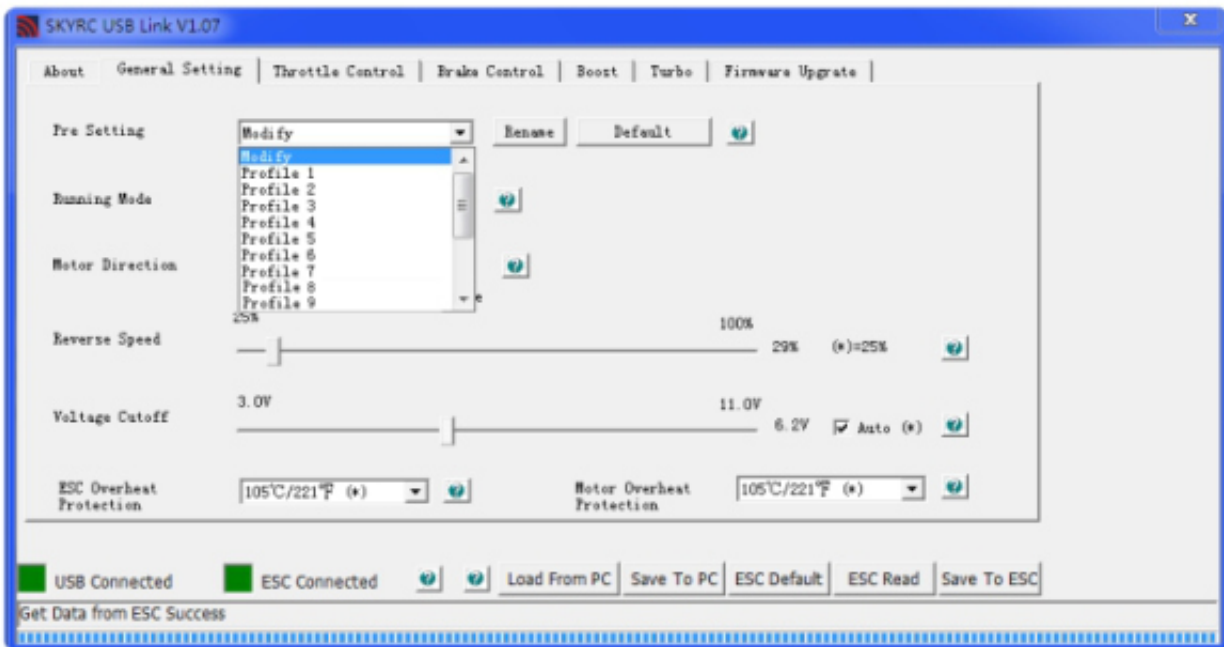 SKYRC USB Link V1.07
x
About General Setting Throttle Control Brake Control Boost Turbo Firmware Upgrate
Pre Setting Modify Rename Default ?
Modify
Profile 1
Profile 2
Profile 3
Running Mode ?
Profile 4
Profile 5
Profile 6
Motor Direction ?
Profile 7
Profile 8
Profile 9 e
25% 100%
Reverse Speed 29% (*)=25% ?
3.0V 11.0V
Voltage Cutoff 6.2V Auto (*) ?
ESC Overheat Protection 105℃/221℉ (*) ? Motor Overheat Protection 105℃/221℉ (*) ?
USB Connected ESC Connected ? ? Load From PC Save To PC ESC Default ESC Read Save To ESC
Get Data from ESC Success